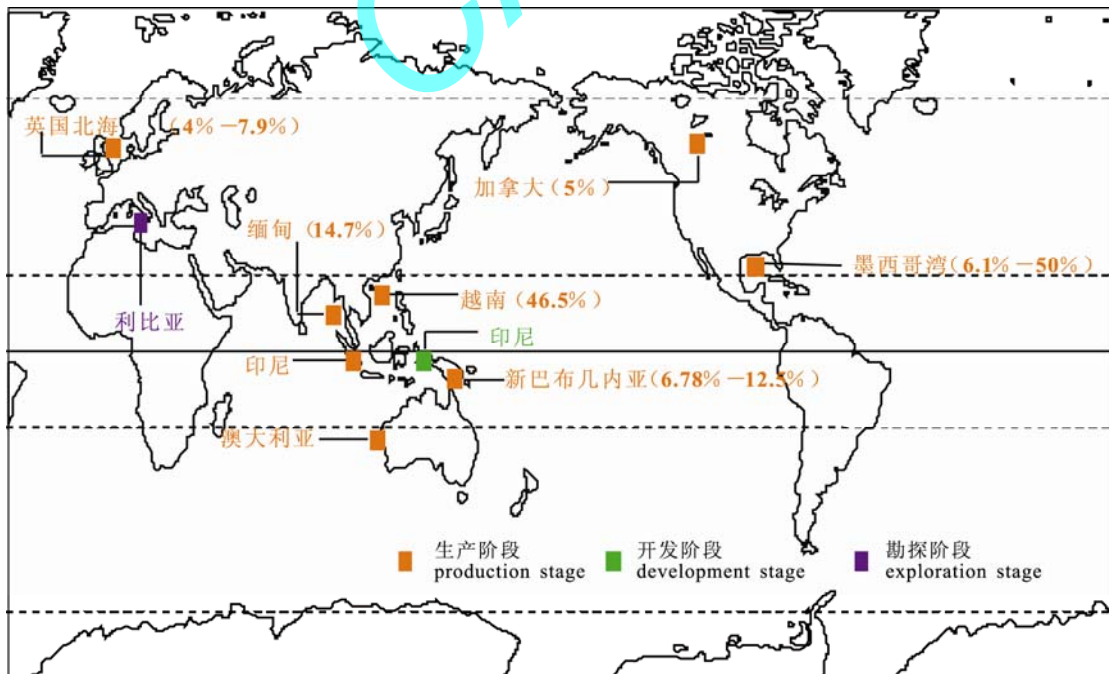 英国北海 (4%－7.9%)
加拿大(5%)
缅甸 (14.7%)
墨西哥湾(6.1%－50%)
越南(46.5%)
利比亚
印尼
印尼
新巴布几内亚(6.78%－12.5%)
澳大利亚
生产阶段
production stage
开发阶段
development stage
勘探阶段
exploration stage